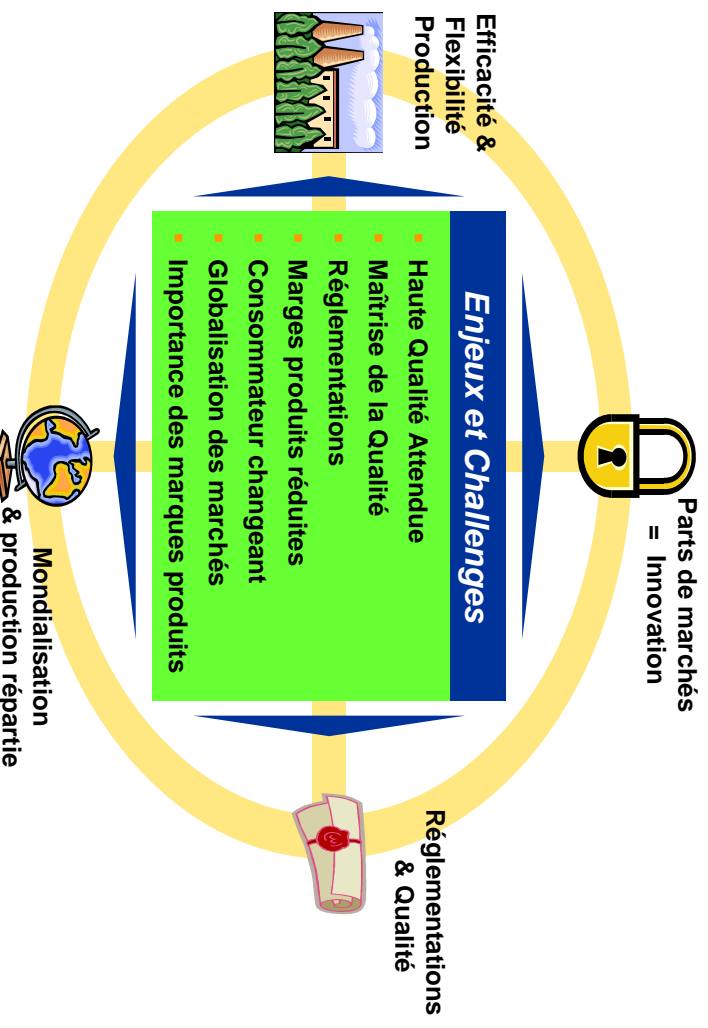 Parts de marchés
= Innovation
Efficacité &
Flexibilité
Production
Enjeux et Challenges
Haute Qualité Attendue
Maîtrise de la Qualité
Réglementations
Marges produits réduites
Consommateur changeant
Globalisation des marchés
Importance des marques produits
Réglementations
& Qualité
Mondialisation
& production répartie